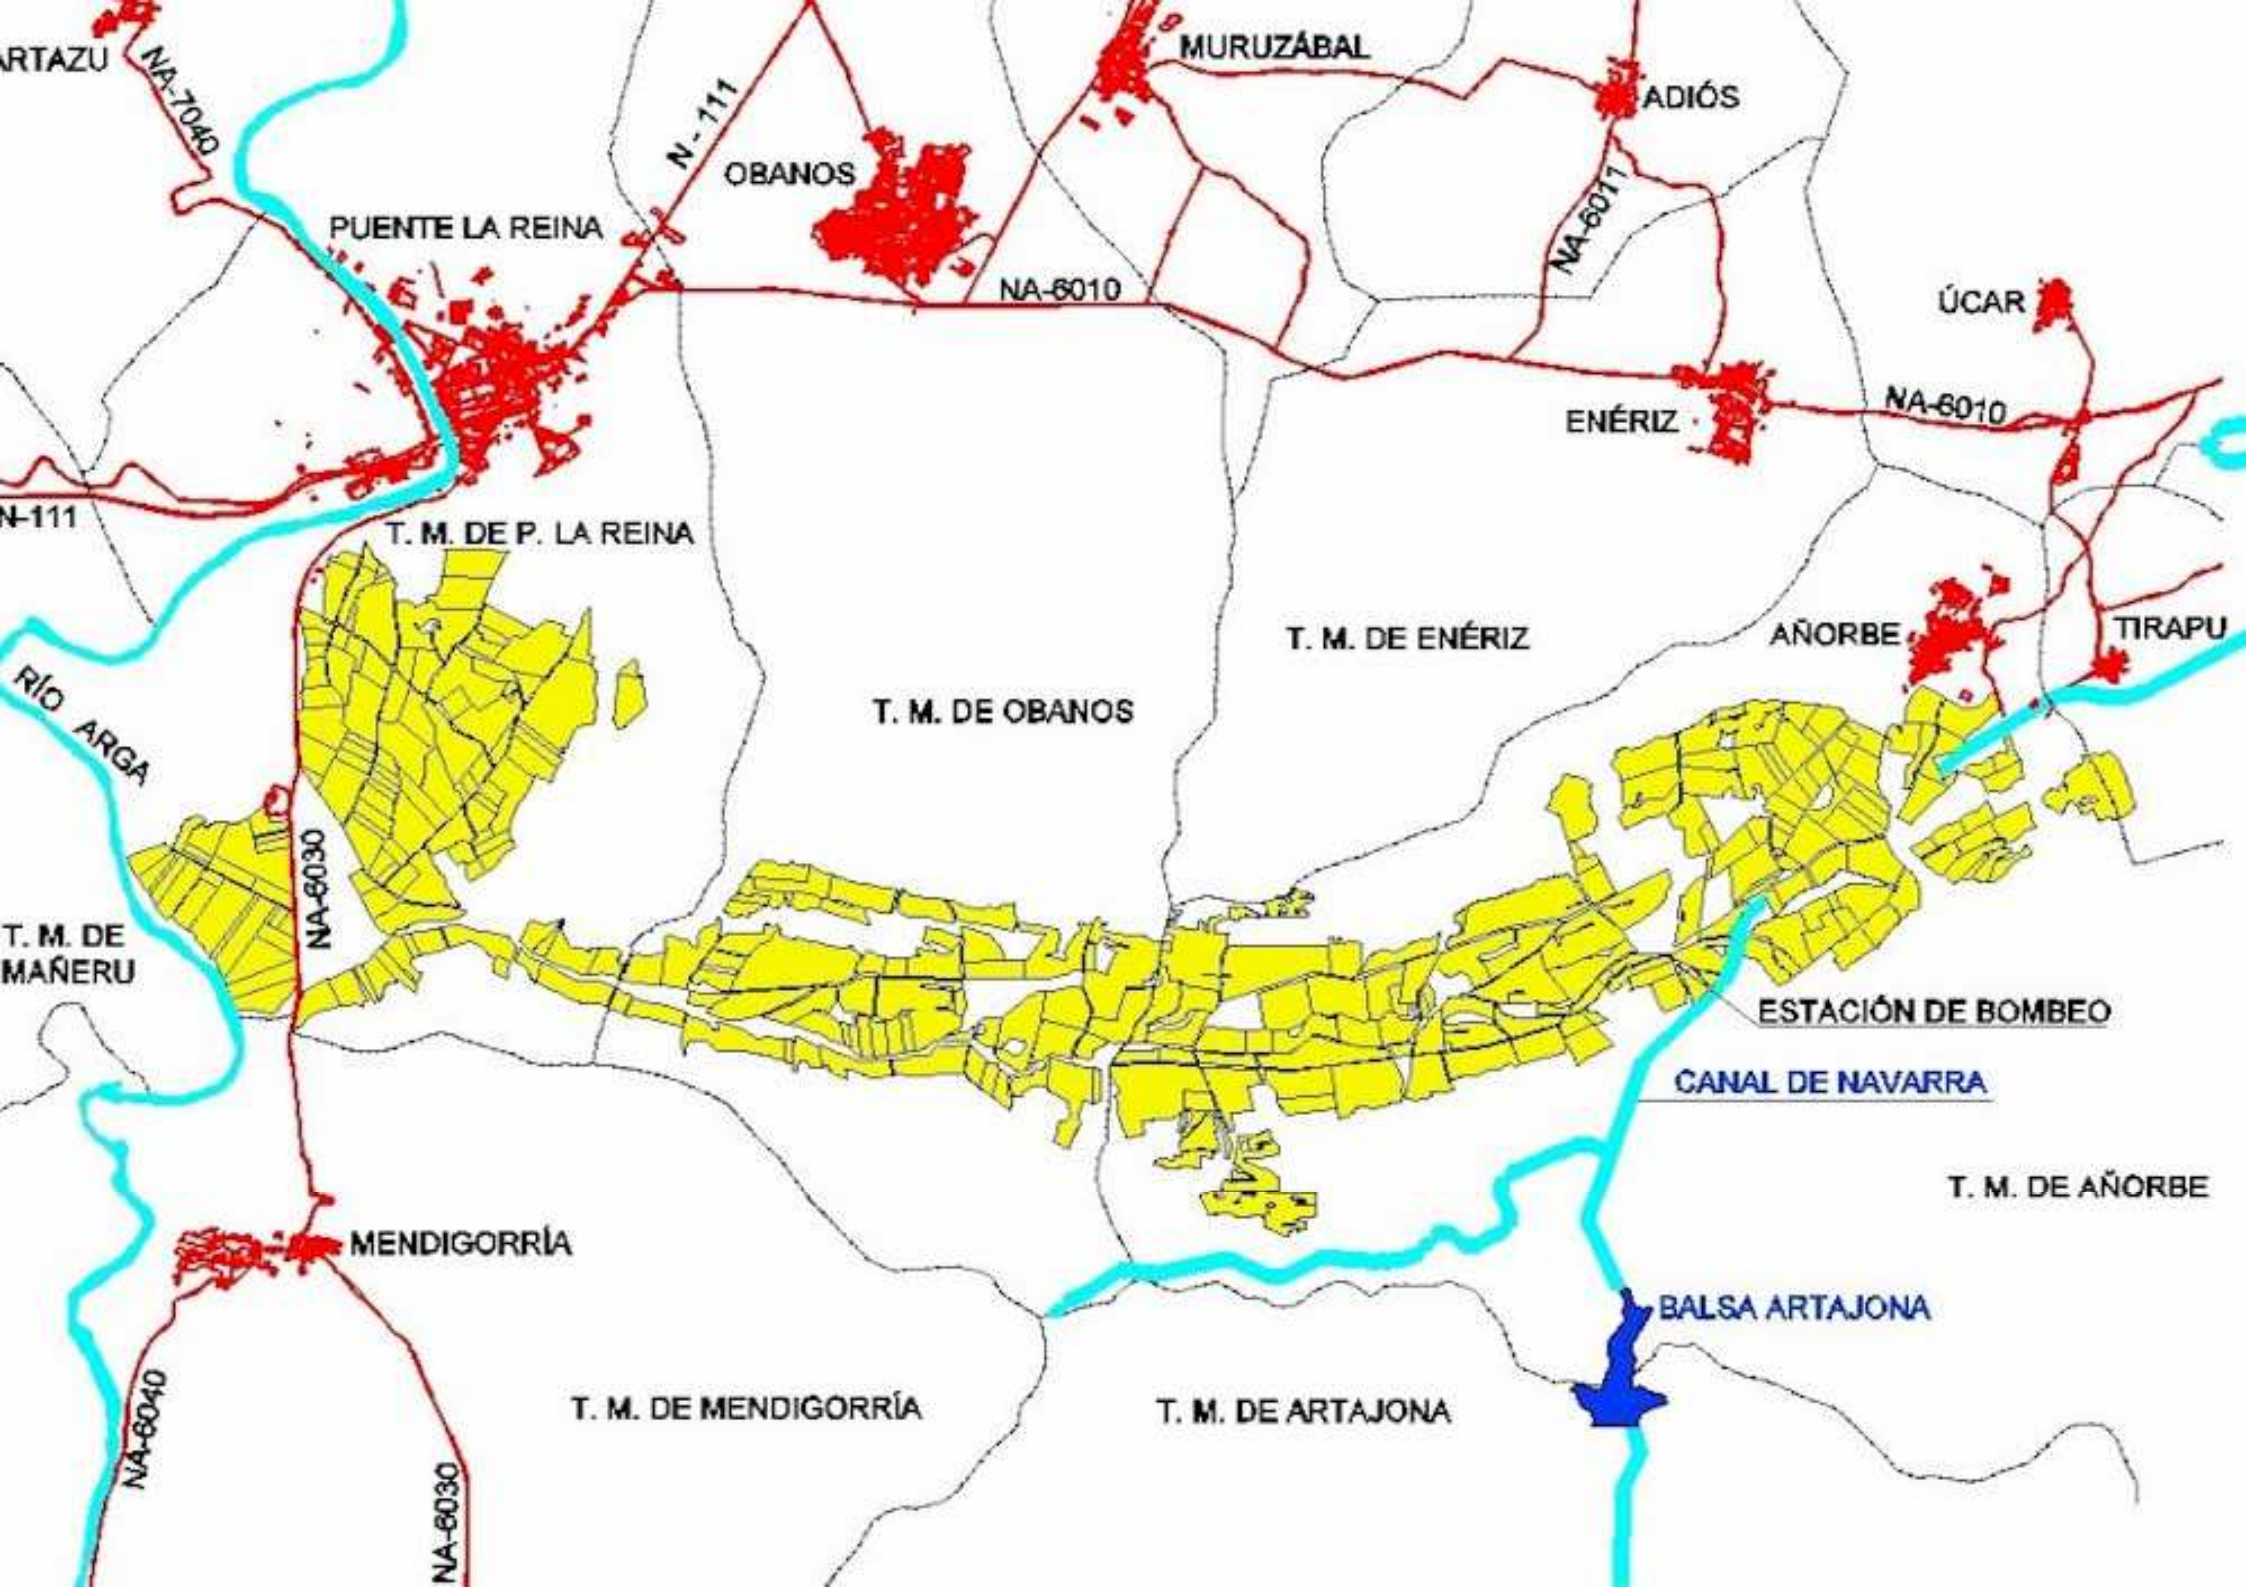 MURUZÁBAL
ARTAZU
NA-7040
ADIÓS
N-111
OBANOS
PUENTE LA REINA
NA-6011
NA-6010
ÚCAR
NA-6010
ENÉRIZ
N-111
T. M. DE P. LA REINA
AÑORBE
TIRAPU
T. M. DE ENÉRIZ
RÍO ARGA
T. M. DE OBANOS
NA-6030
T. M. DE
MAÑERU
ESTACIÓN DE BOMBEO
CANAL DE NAVARRA
T. M. DE AÑORBE
MENDIGORRÍA
BALSA ARTAJONA
NA-6040
T. M. DE MENDIGORRÍA
T. M. DE ARTAJONA
NA-6030